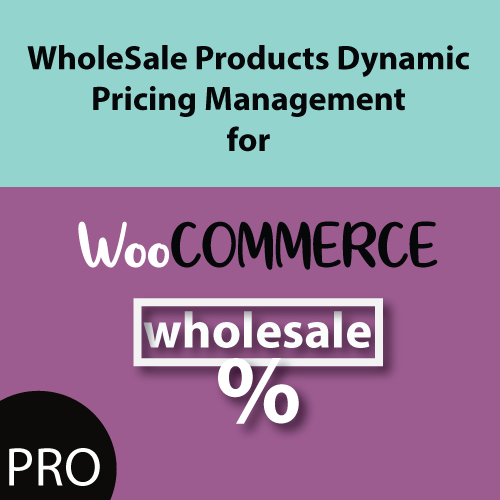 WholeSale Products Dynamic
Pricing Management
for
WooCOMMERCE
wholesale
%
PRO